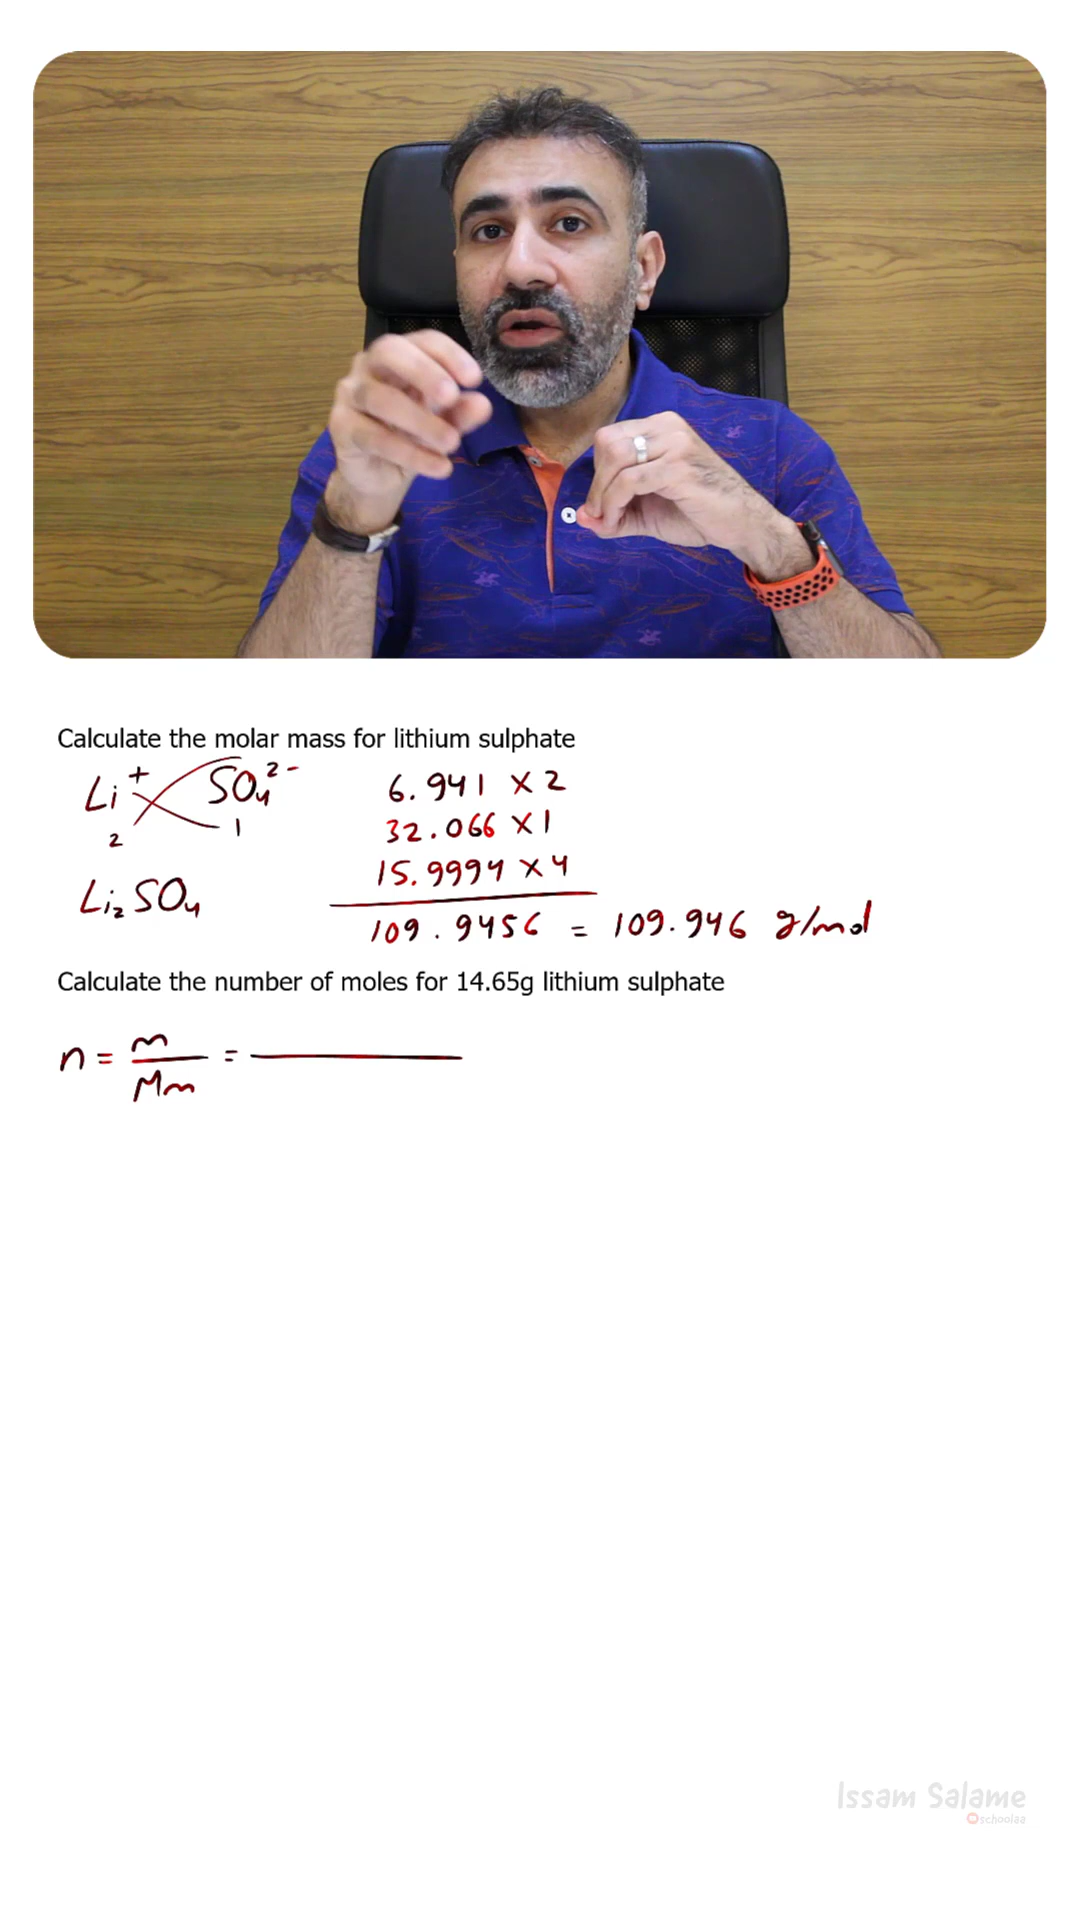 Calculate the molar mass for lithium sulphate
Li⁺ SO₄²⁻
2 1
Li₂SO₄
6.941 × 2
32.066 × 1
15.9994 × 4
109.9456 = 109.946 g/mol
Calculate the number of moles for 14.65g lithium sulphate
n = m/Mm =
Issam Salame
schoolaa